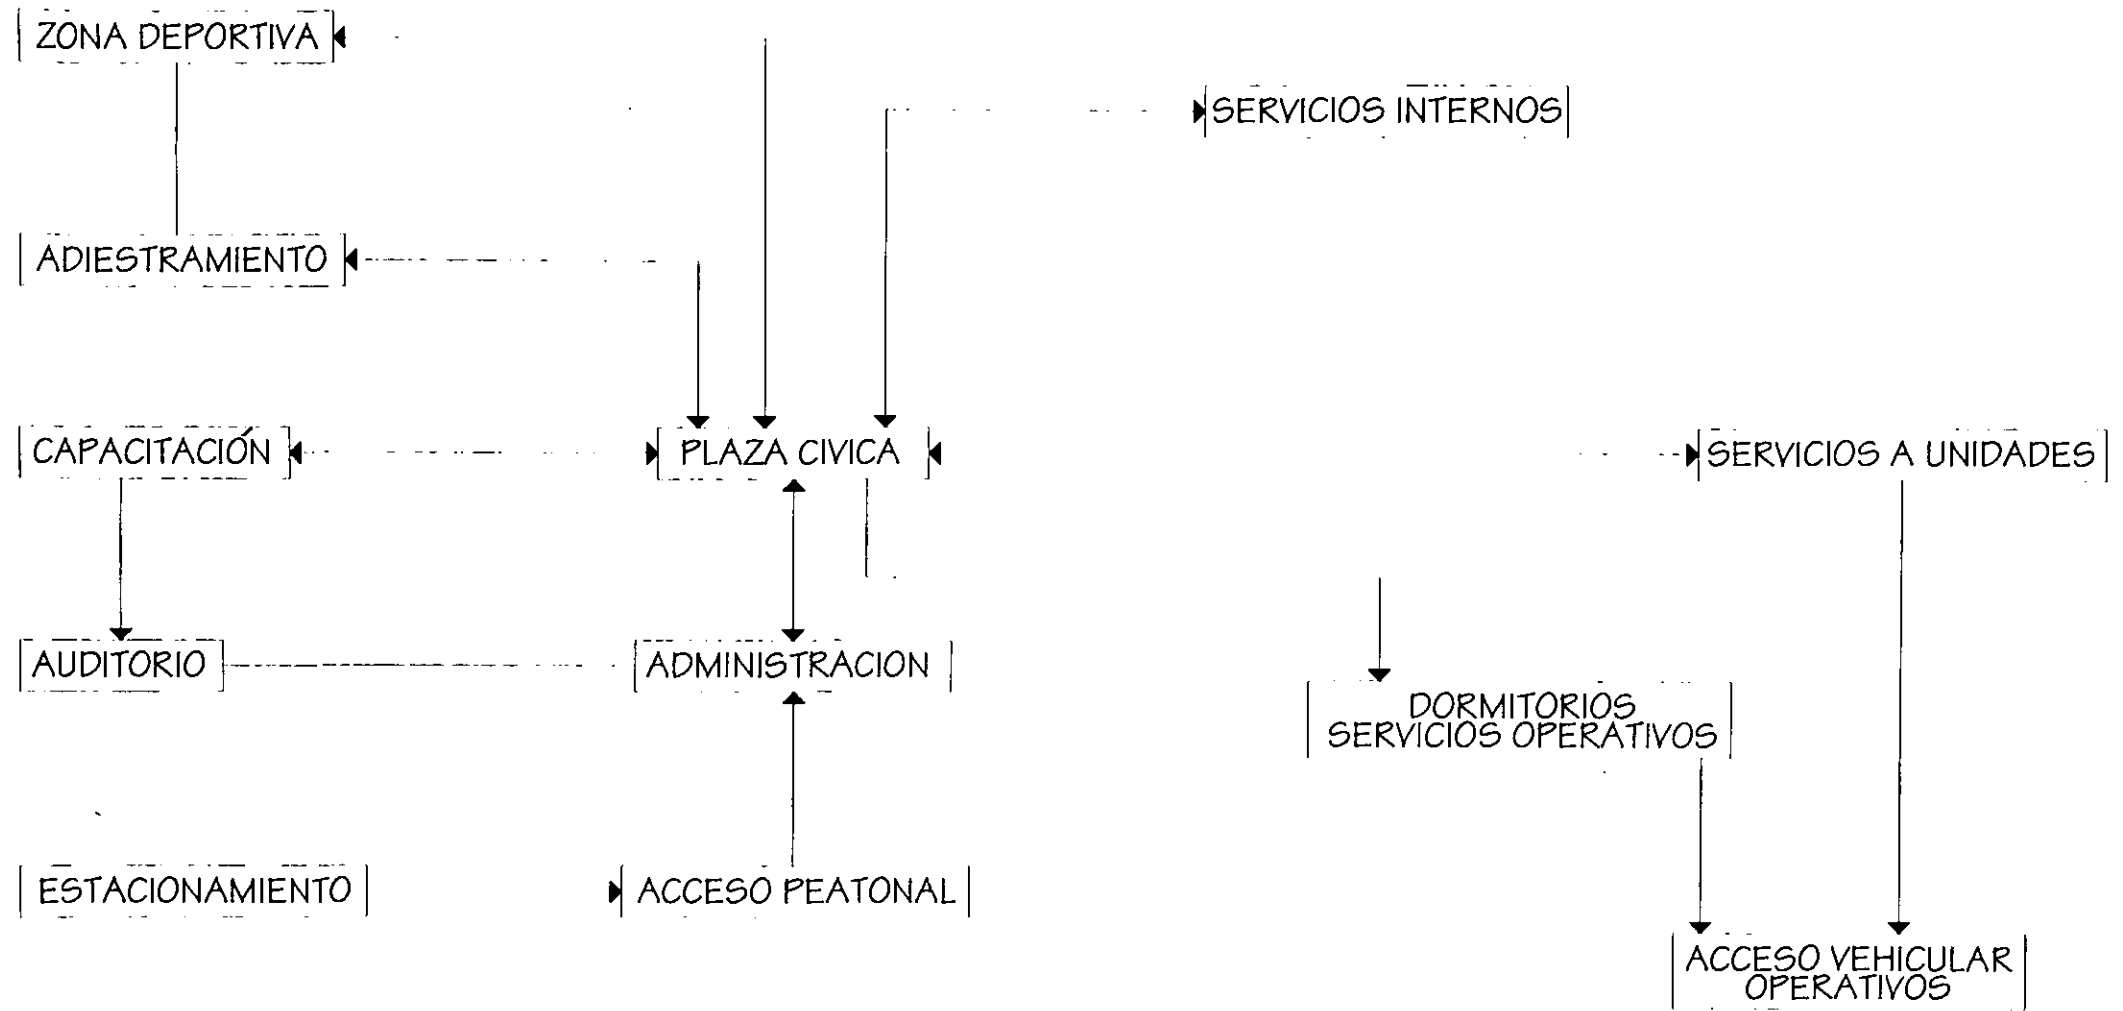 ZONA DEPORTIVA
SERVICIOS INTERNOS
ADIESTRAMIENTO
CAPACITACIÓN
PLAZA CIVICA
SERVICIOS A UNIDADES
AUDITORIO
ADMINISTRACION
DORMITORIOS
SERVICIOS OPERATIVOS
ESTACIONAMIENTO
ACCESO PEATONAL
ACCESO VEHICULAR
OPERATIVOS